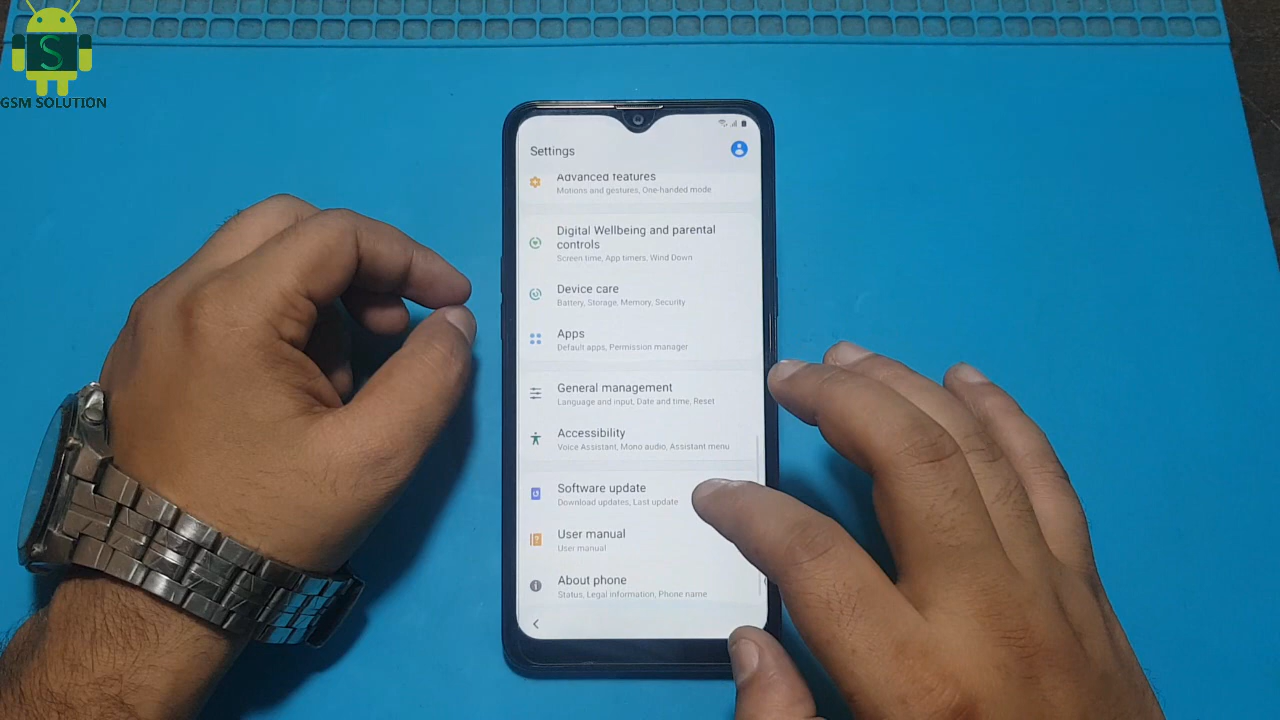 S
GSM SOLUTION
Settings
Advanced features
Motions and gestures, One-handed mode
Digital Wellbeing and parental
controls
Screen time, App timers, Wind Down
Device care
Battery, Storage, Memory, Security
Apps
Default apps, Permission manager
General management
Language and input, Date and time, Reset
Accessibility
Voice Assistant, Mono audio, Assistant menu
Software update
Download updates, Last update
User manual
User manual
About phone
Status, Legal information, Phone name